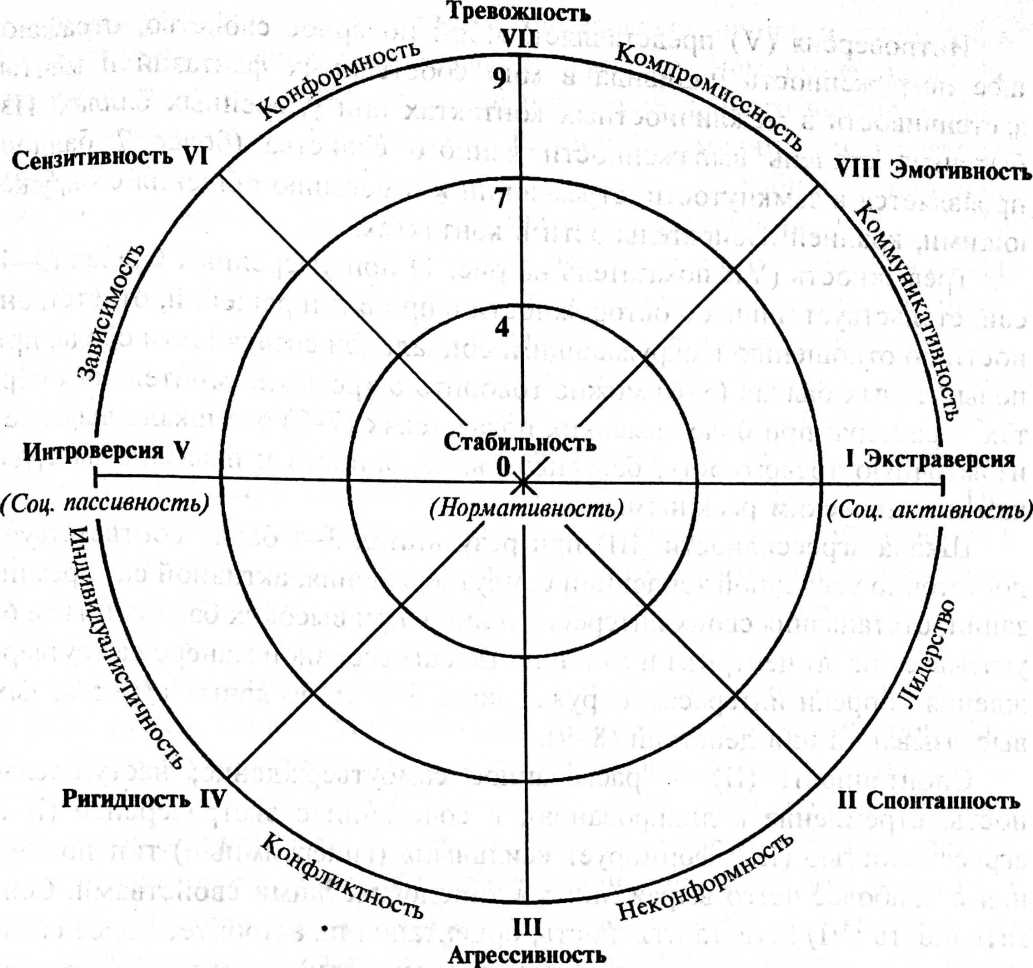 Тревожность
VII
9
Конформность
Компромиссность
Сензитивность VI
VIII Эмотивность
7
Зависимость
Коммуникативность
4
Интроверсия V
Стабильность
0
I Экстраверсия
(Соц. пассивность)
(Нормативность)
(Соц. активность)
Индивидуалистичность
Лидерство
Ригидность IV
II Спонтанность
Конфликтность
Неконформность
III
Агрессивность